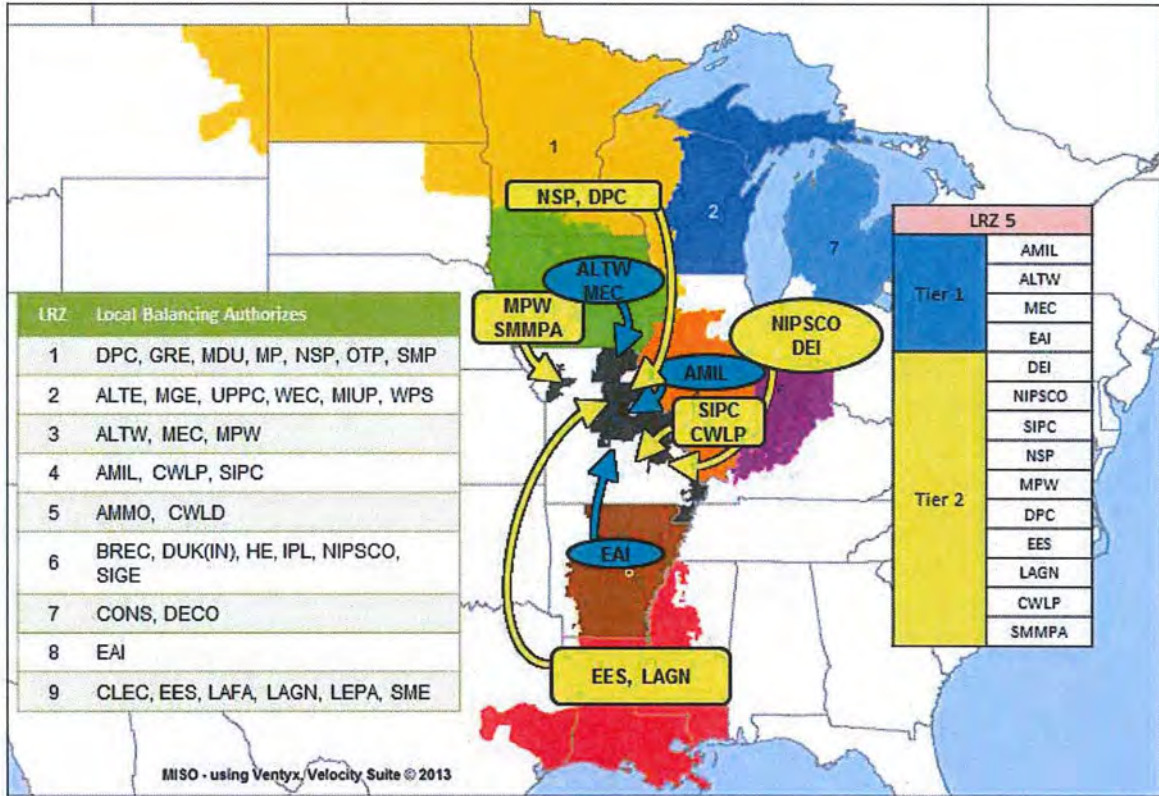 1
2
7
NSP, DPC
ALTW
MEC
MPW
SMMPA
NIPSCO
DEI
AMIL
SIPC
CWLP
EAI
EES, LAGN
LRZ Local Balancing Authorizes
1 DPC, GRE, MDU, MP, NSP, OTP, SMP
2 ALTE, MGE, UPPC, WEC, MIUP, WPS
3 ALTW, MEC, MPW
4 AMIL, CWLP, SIPC
5 AMMO, CWLD
6 BREC, DUK(IN), HE, IPL, NIPSCO,
SIGE
7 CONS, DECO
8 EAI
9 CLEC, EES, LAFA, LAGN, LEPA, SME
LRZ 5
Tier 1
AMIL
ALTW
MEC
EAI
Tier 2
DEI
NIPSCO
SIPC
NSP
MPW
DPC
EES
LAGN
CWLP
SMMPA
MISO - using Ventyx, Velocity Suite © 2013